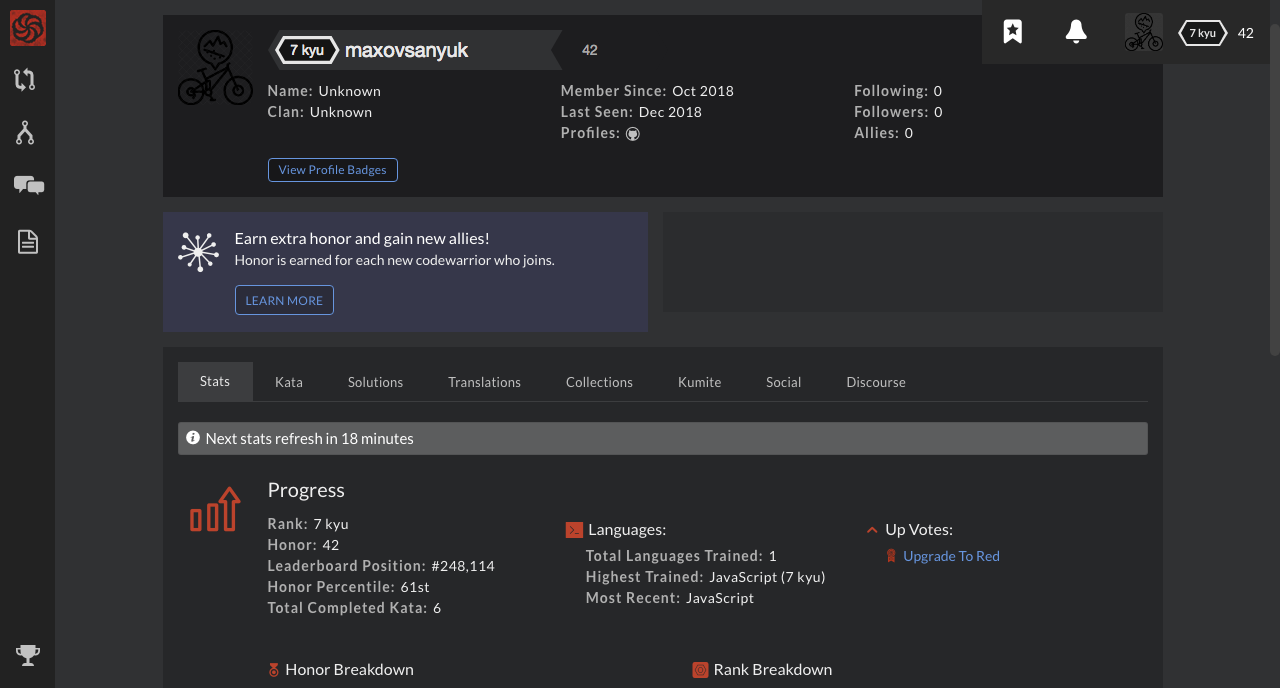 7 kyu maxovsanyuk 42
7 kyu 42
Name: Unknown
Clan: Unknown
Member Since: Oct 2018
Last Seen: Dec 2018
Profiles:
Following: 0
Followers: 0
Allies: 0
View Profile Badges
Earn extra honor and gain new allies!
Honor is earned for each new codewarrior who joins.
LEARN MORE
Stats Kata Solutions Translations Collections Kumite Social Discourse
Next stats refresh in 18 minutes
Progress
Rank: 7 kyu
Honor: 42
Leaderboard Position: #248,114
Honor Percentile: 61st
Total Completed Kata: 6
Languages:
Total Languages Trained: 1
Highest Trained: JavaScript (7 kyu)
Most Recent: JavaScript
Up Votes:
Upgrade To Red
Honor Breakdown
Rank Breakdown